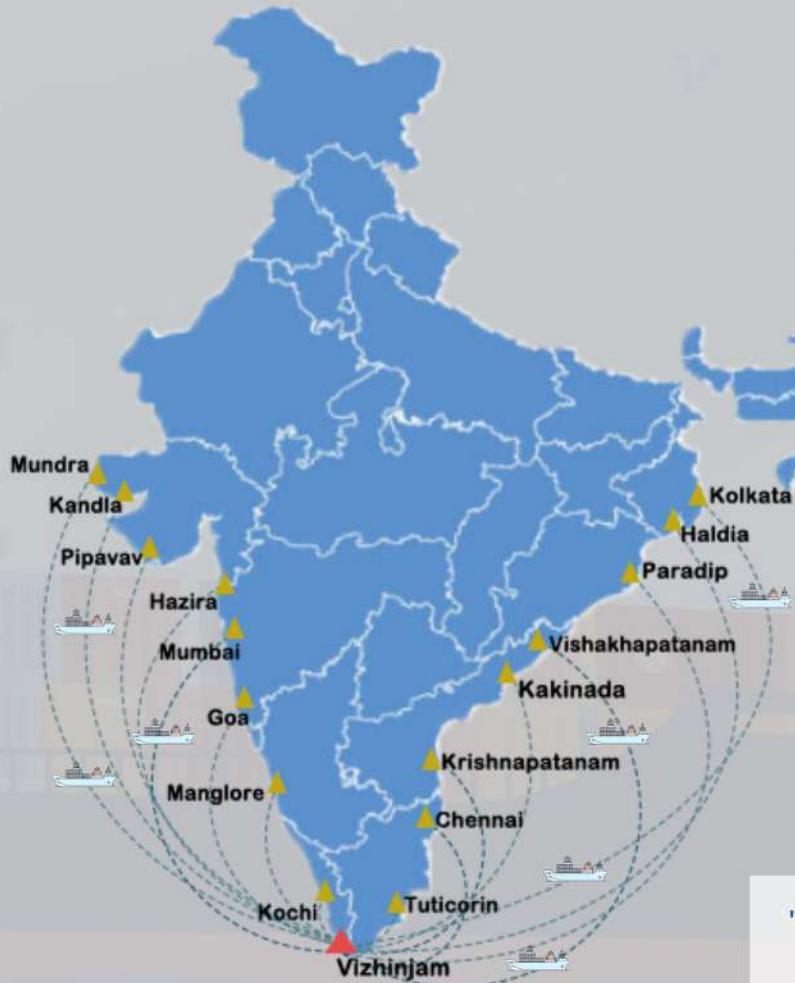 Mundra
Kandla
Pipavav
Hazira
Mumbai
Goa
Manglore
Kochi
Vizhinjam
Tuticorin
Chennai
Krishnapatanam
Kakinada
Vishakhapatanam
Paradip
Haldia
Kolkata
"